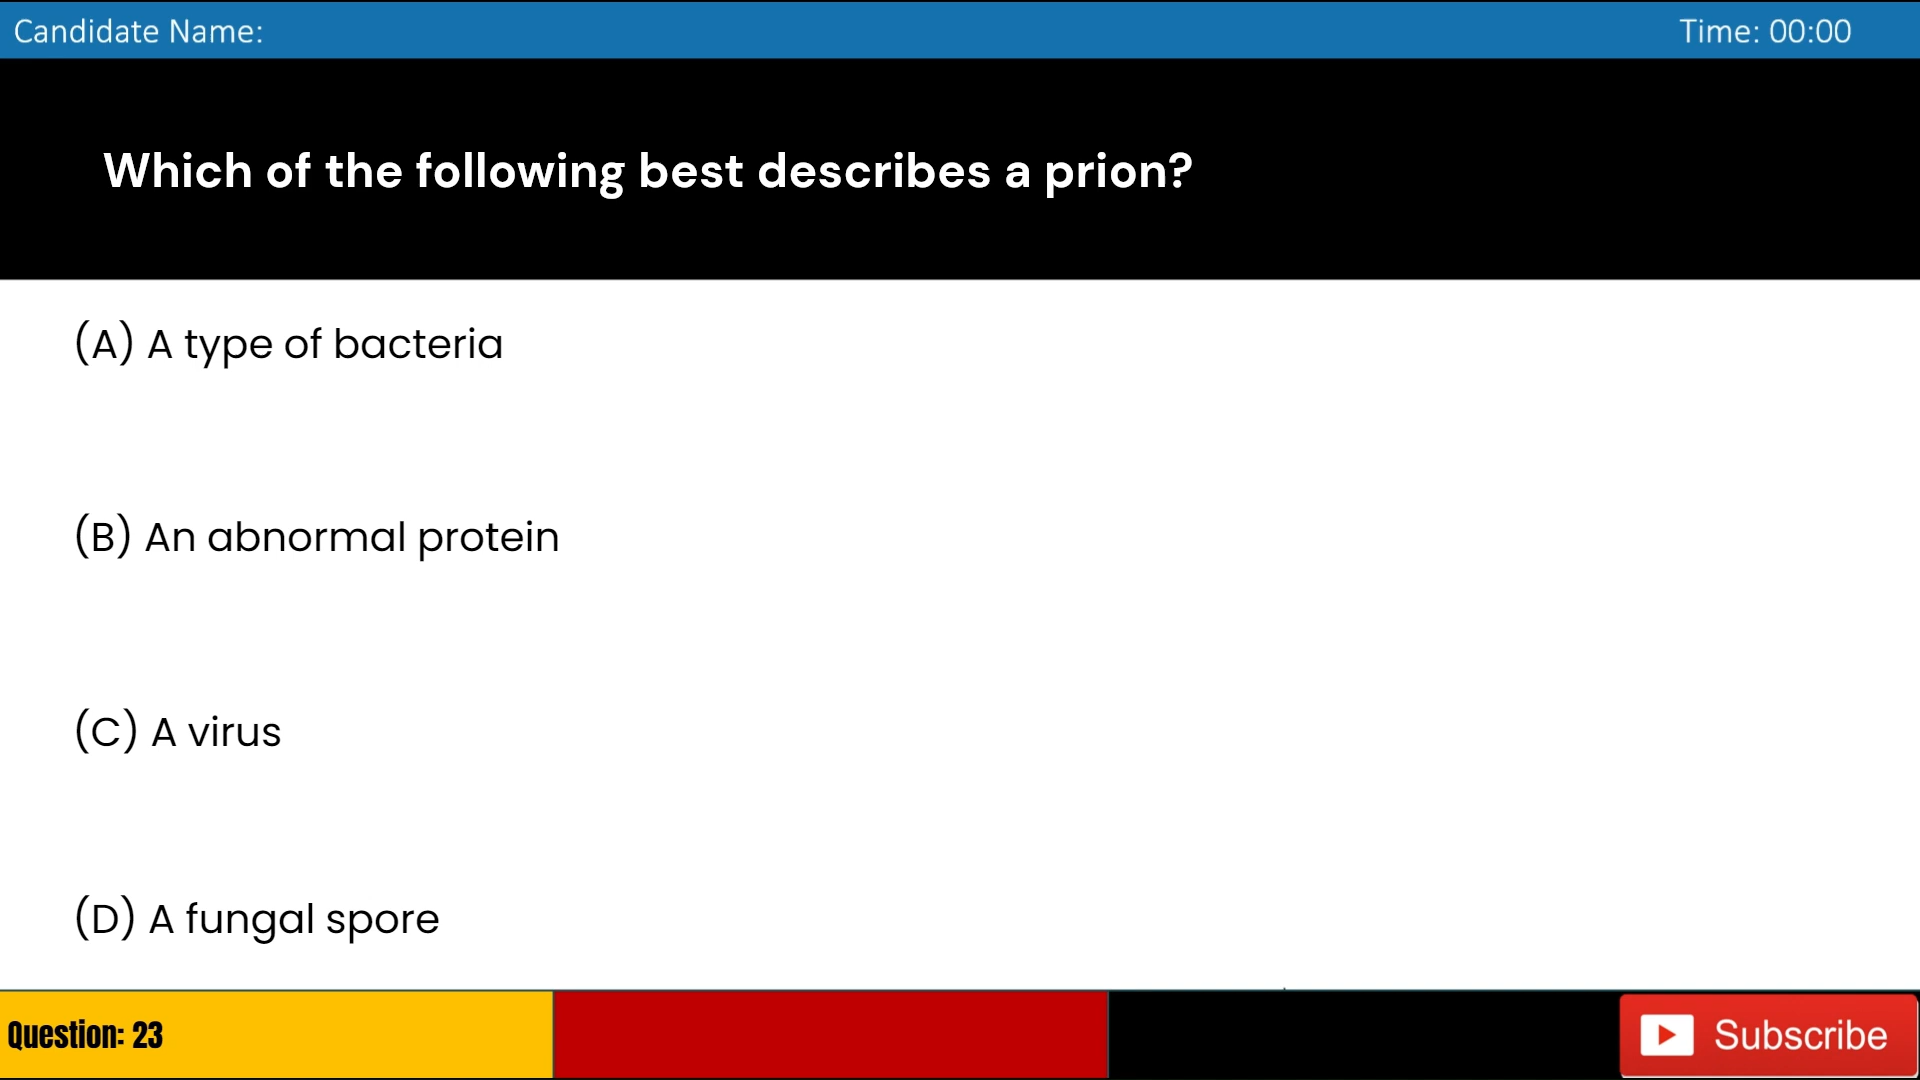 Candidate Name:
Time: 00:00
Which of the following best describes a prion?
(A) A type of bacteria
(B) An abnormal protein
(C) A virus
(D) A fungal spore
Question: 23
Subscribe